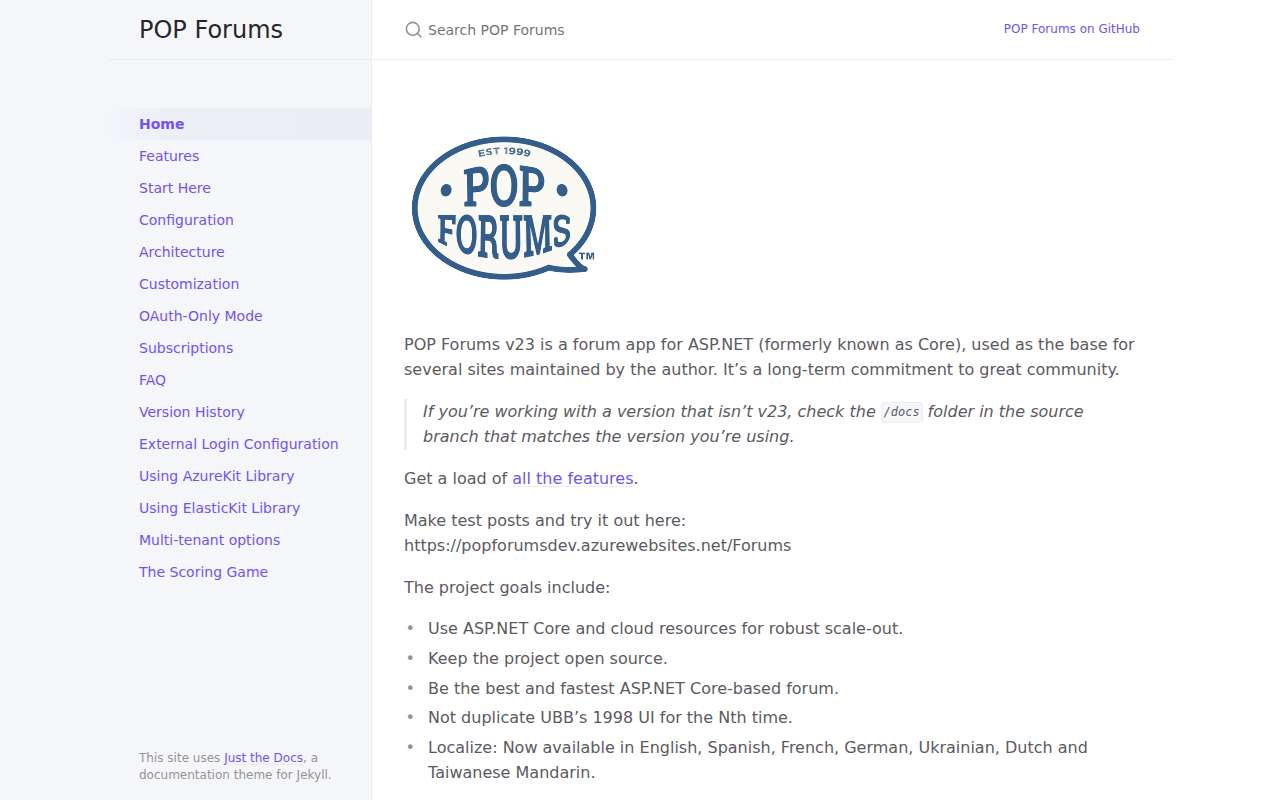 POP Forums
Search POP Forums
POP Forums on GitHub
Home
Features
Start Here
Configuration
Architecture
Customization
OAuth-Only Mode
Subscriptions
FAQ
Version History
External Login Configuration
Using AzureKit Library
Using ElasticKit Library
Multi-tenant options
The Scoring Game
This site uses Just the Docs, a
documentation theme for Jekyll.
EST 1999
POP
FORUMS
TM
POP Forums v23 is a forum app for ASP.NET (formerly known as Core), used as the base for
several sites maintained by the author. It’s a long-term commitment to great community.
If you’re working with a version that isn’t v23, check the /docs folder in the source
branch that matches the version you’re using.
Get a load of all the features.
Make test posts and try it out here:
https://popforumsdev.azurewebsites.net/Forums
The project goals include:
• Use ASP.NET Core and cloud resources for robust scale-out.
• Keep the project open source.
• Be the best and fastest ASP.NET Core-based forum.
• Not duplicate UBB’s 1998 UI for the Nth time.
• Localize: Now available in English, Spanish, French, German, Ukrainian, Dutch and
Taiwanese Mandarin.